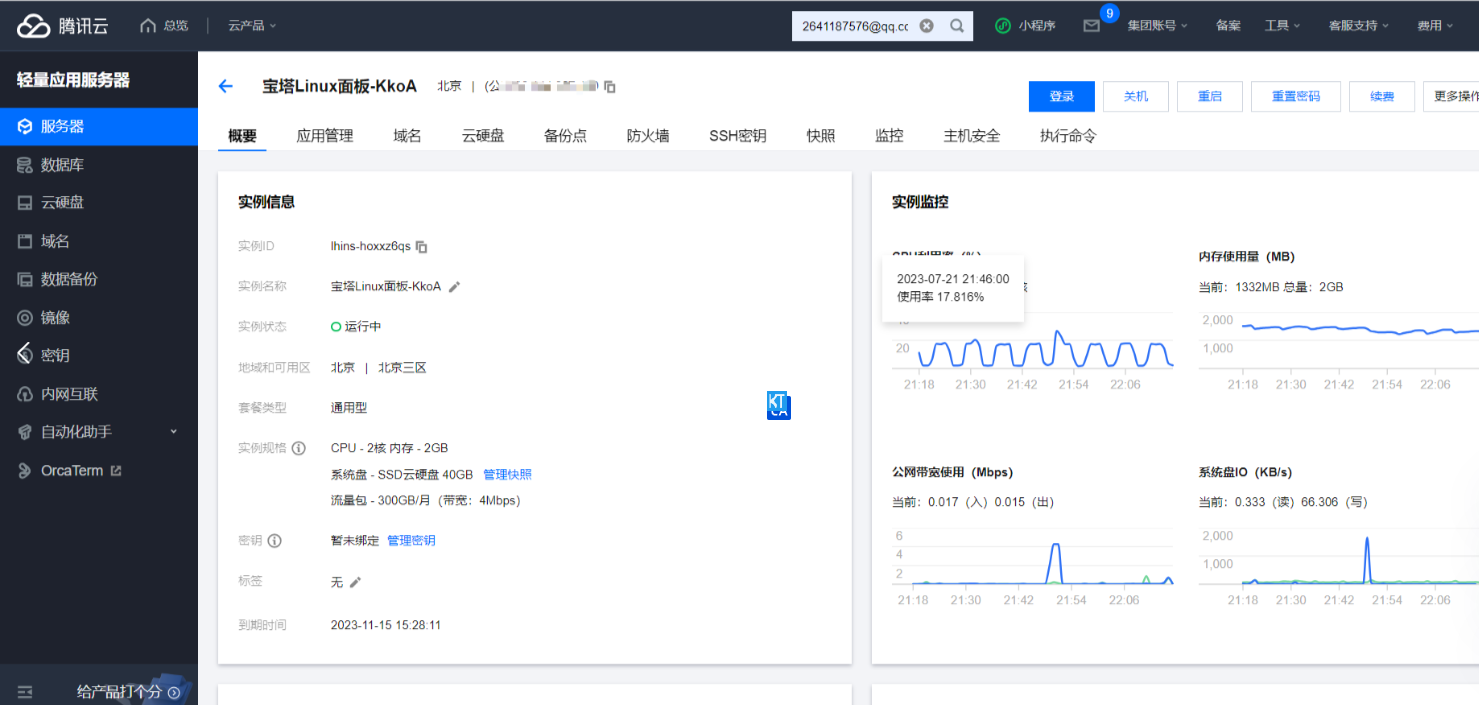 腾讯云 总览 云产品 2641187576@qq.cc 小程序 9 集团账号 备案 工具 客服支持 费用
轻量应用服务器
服务器
数据库
云硬盘
域名
数据备份
镜像
密钥
内网互联
自动化助手
OrcaTerm
给产品打个分
宝塔Linux面板-KkoA 北京 | (公
登录 关机 重启 重置密码 续费 更多操作
概要 应用管理 域名 云硬盘 备份点 防火墙 SSH密钥 快照 监控 主机安全 执行命令
实例信息
实例ID lhins-hoxxz6qs
实例名称 宝塔Linux面板-KkoA
实例状态 运行中
地域和可用区 北京 | 北京三区
套餐类型 通用型
实例规格 CPU - 2核 内存 - 2GB
系统盘 - SSD云硬盘 40GB 管理快照
流量包 - 300GB/月（带宽：4Mbps）
密钥 暂未绑定 管理密钥
标签 无
到期时间 2023-11-15 15:28:11
KT
CA
实例监控
2023-07-21 21:46:00
使用率 17.816%
20
21:18 21:30 21:42 21:54 22:06
内存使用量（MB）
当前：1332MB 总量：2GB
2,000
1,000
21:18 21:30 21:42 21:54 22:06
公网带宽使用（Mbps）
当前：0.017（入）0.015（出）
6
4
2
21:18 21:30 21:42 21:54 22:06
系统盘IO（KB/s）
当前：0.333（读）66.306（写）
2,000
1,000
21:18 21:30 21:42 21:54 22:06